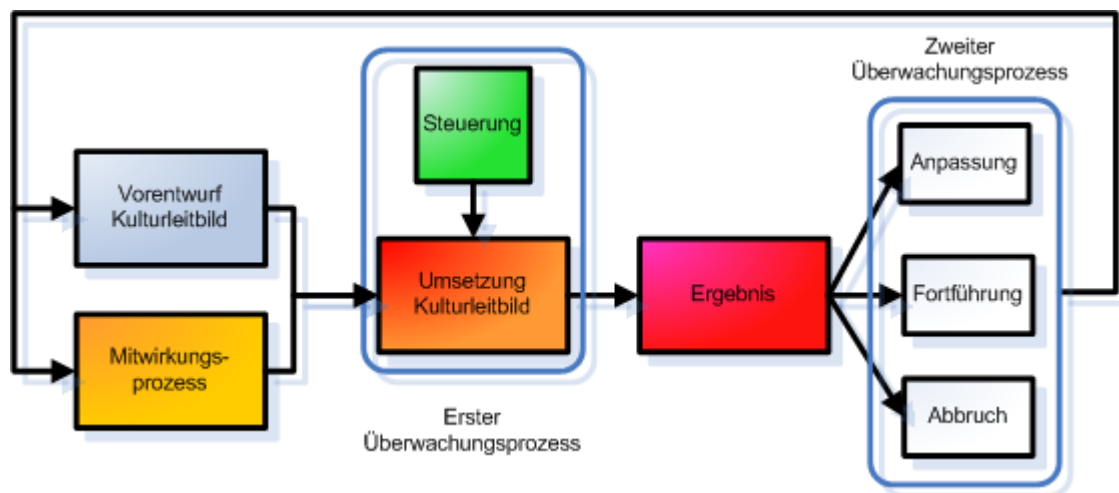 Zweiter
Überwachungsprozess
Steuerung
Anpassung
Vorentwurf
Kulturleitbild
Umsetzung
Kulturleitbild
Ergebnis
Fortführung
Mitwirkungs-
prozess
Abbruch
Erster
Überwachungsprozess